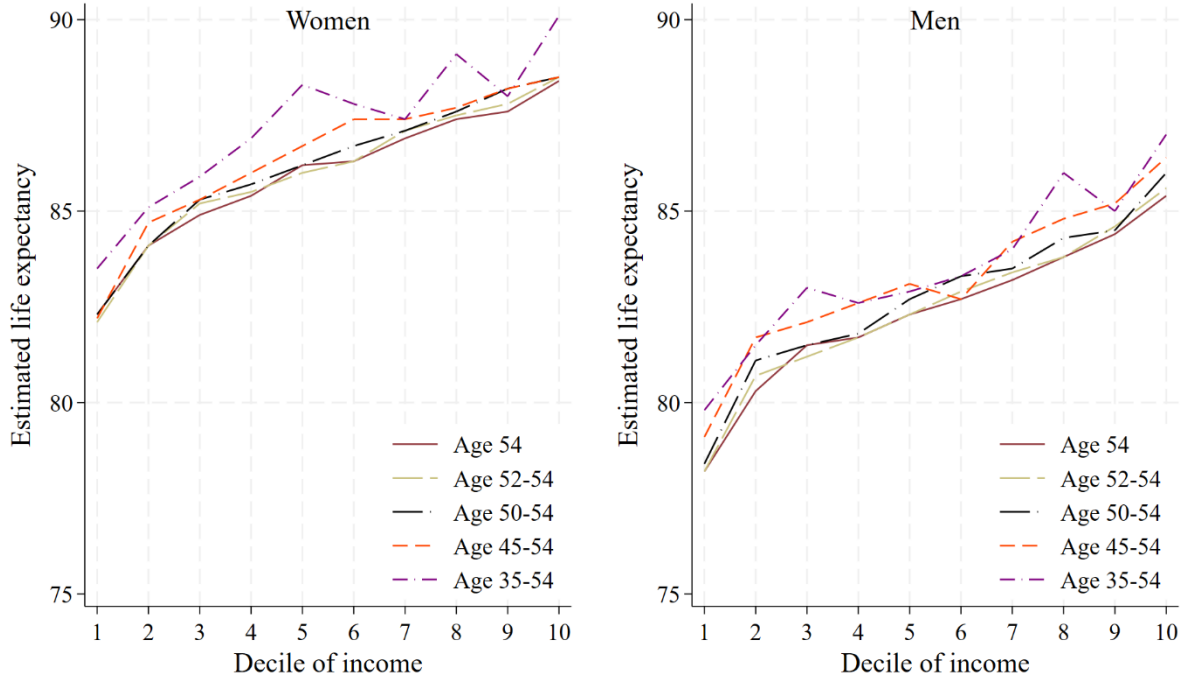 Women
90
85
80
75
Estimated life expectancy
1 2 3 4 5 6 7 8 9 10
Decile of income
Age 54
Age 52-54
Age 50-54
Age 45-54
Age 35-54
Men
90
85
80
75
Estimated life expectancy
1 2 3 4 5 6 7 8 9 10
Decile of income
Age 54
Age 52-54
Age 50-54
Age 45-54
Age 35-54